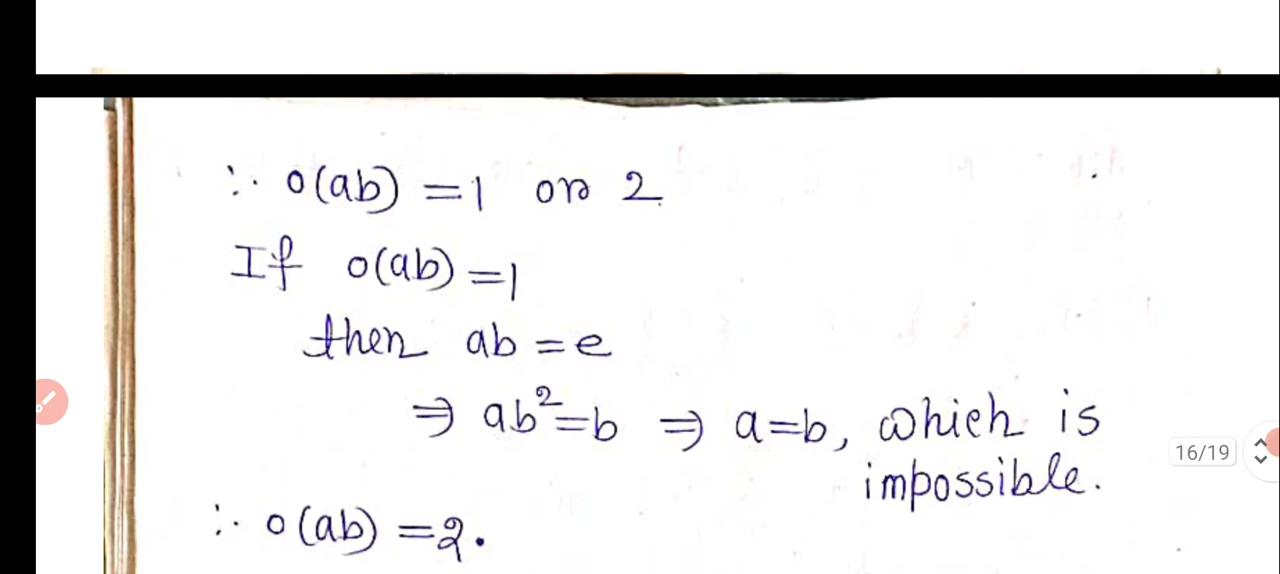 ∴ o(ab) = 1 or 2.
If o(ab) = 1
then ab = e
⇒ ab² = b ⇒ a = b, which is
impossible.
16/19
∴ o(ab) = 2.